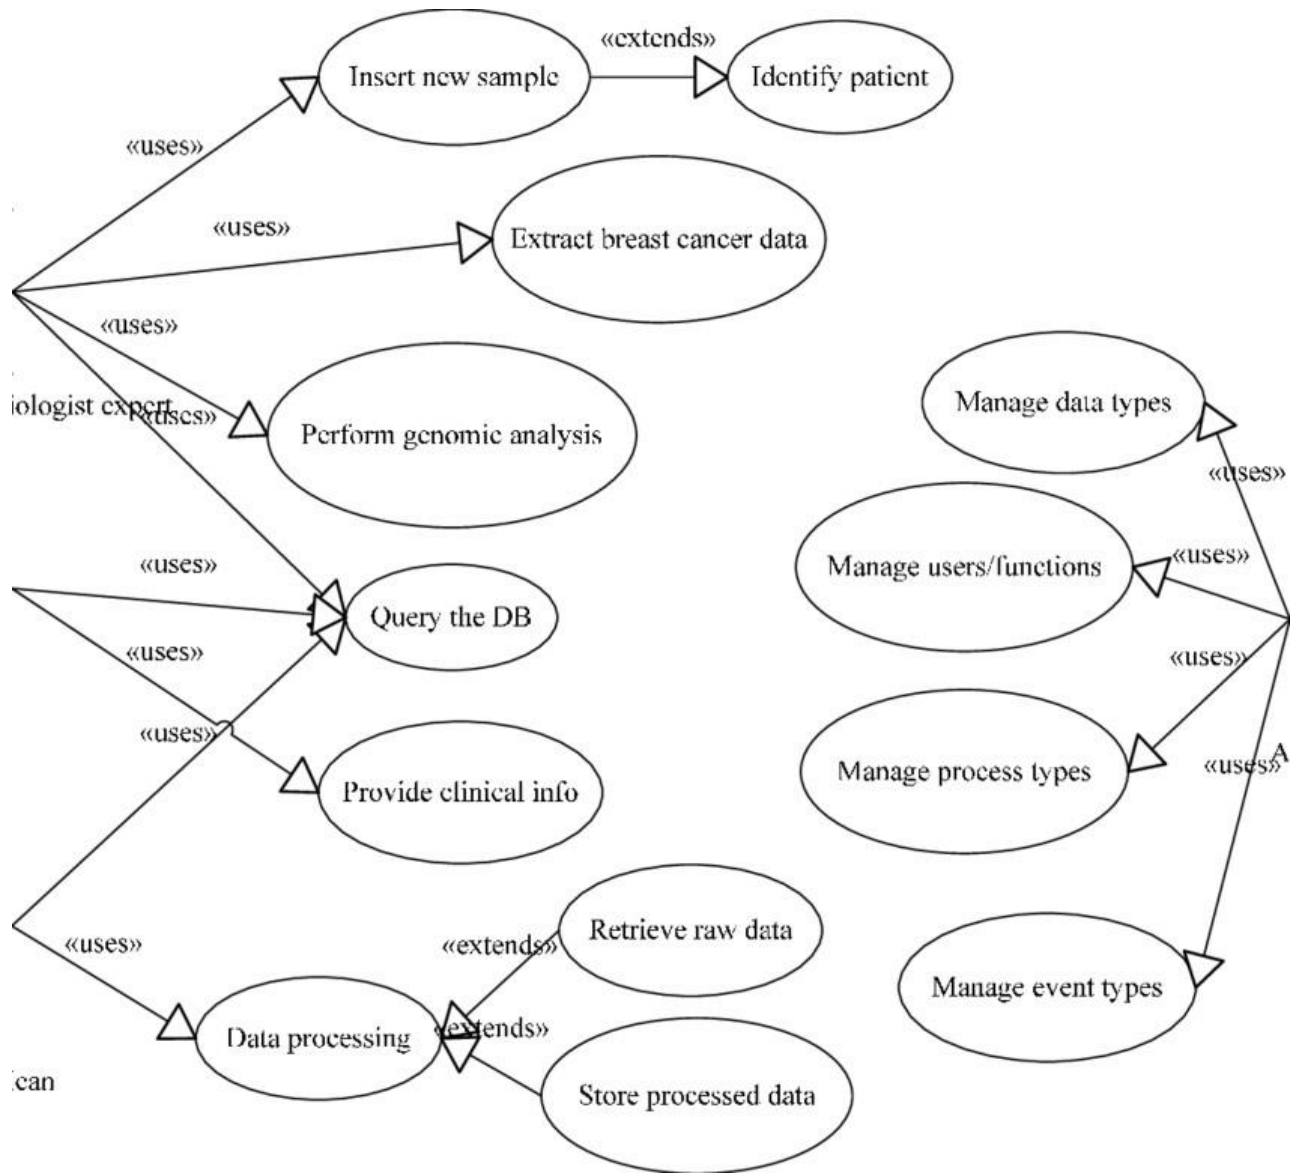 «extends»
Insert new sample
Identify patient
«uses»
«uses»
Extract breast cancer data
«uses»
iologist expert
«uses»
Perform genomic analysis
Manage data types
«uses»
«uses»
Manage users/functions
«uses»
Query the DB
«uses»
«uses»
«uses»
Manage process types
«uses»
A
Provide clinical info
Retrieve raw data
«uses»
«extends»
Manage event types
«extends»
Data processing
can
Store processed data